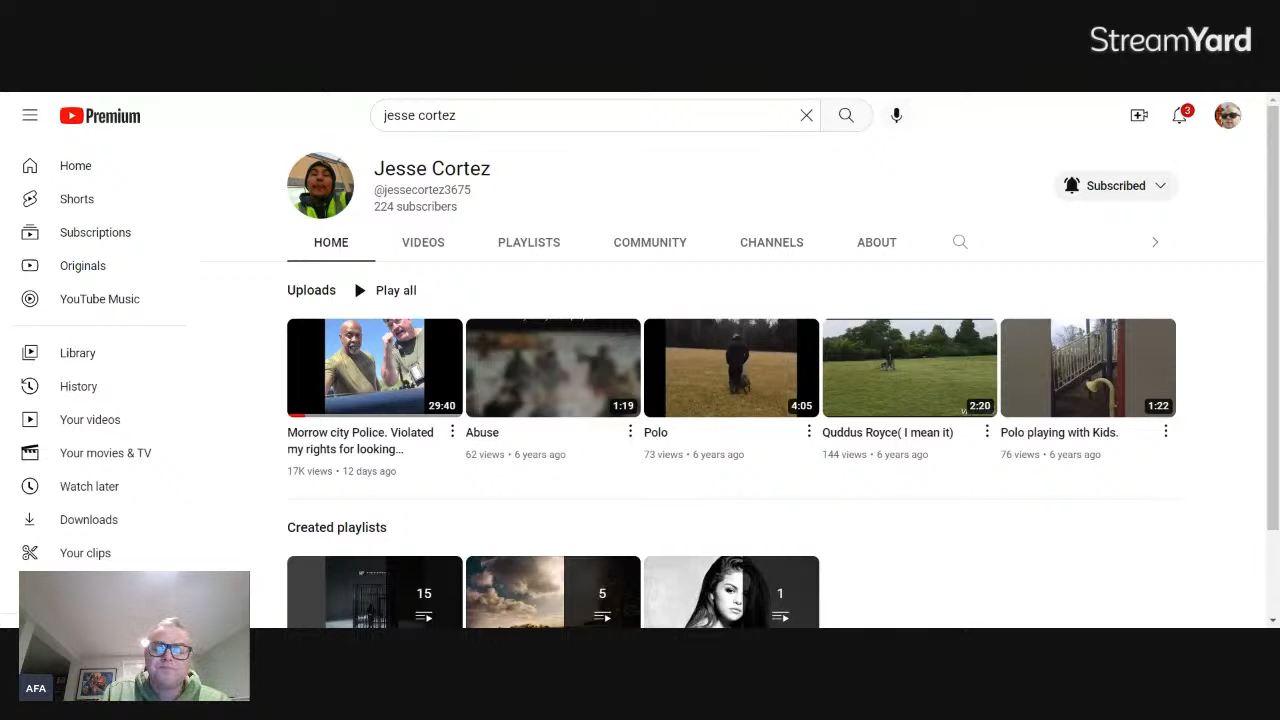 StreamYard
Premium
jesse cortez
3
Home
Shorts
Subscriptions
Originals
YouTube Music
Library
History
Your videos
Your movies & TV
Watch later
Downloads
Your clips
Jesse Cortez
@jessecortez3675
224 subscribers
Subscribed
HOME VIDEOS PLAYLISTS COMMUNITY CHANNELS ABOUT
Uploads Play all
29:40 1:19 4:05 2:20 1:22
Morrow city Police. Violated
my rights for looking...
17K views • 12 days ago
Abuse
62 views • 6 years ago
Polo
73 views • 6 years ago
Quddus Royce( I mean it)
144 views • 6 years ago
Polo playing with Kids.
76 views • 6 years ago
Created playlists
15 5 1
AFA